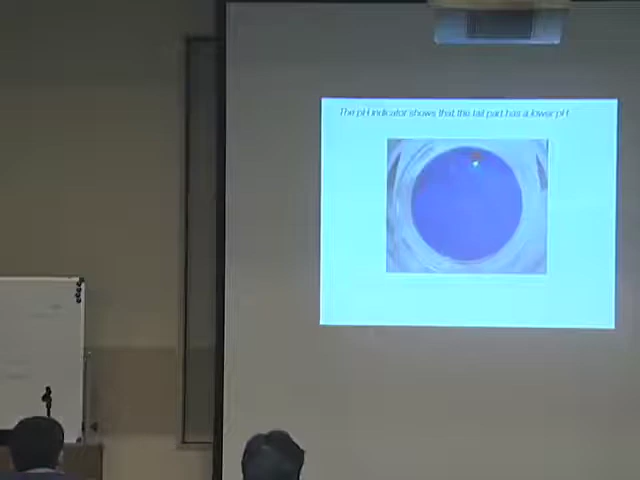 The pH indicator shows that the tail part has a lower pH